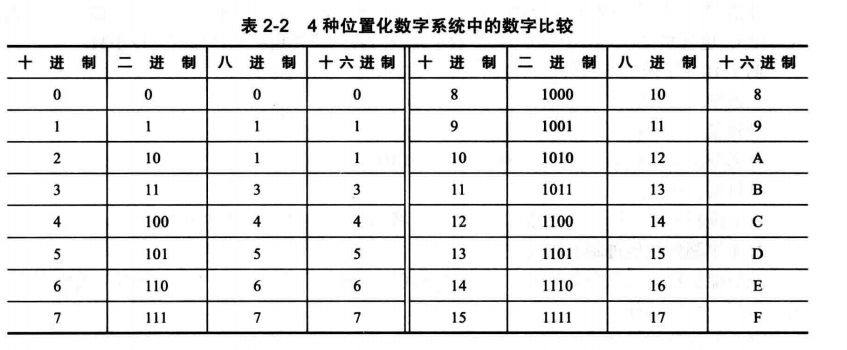 表 2-2 4 种位置化数字系统中的数字比较
十 进 制 二 进 制 八 进 制 十六进制 十 进 制 二 进 制 八 进 制 十六进制
0 0 0 0 8 1000 10 8
1 1 1 1 9 1001 11 9
2 10 1 1 10 1010 12 A
3 11 3 3 11 1011 13 B
4 100 4 4 12 1100 14 C
5 101 5 5 13 1101 15 D
6 110 6 6 14 1110 16 E
7 111 7 7 15 1111 17 F